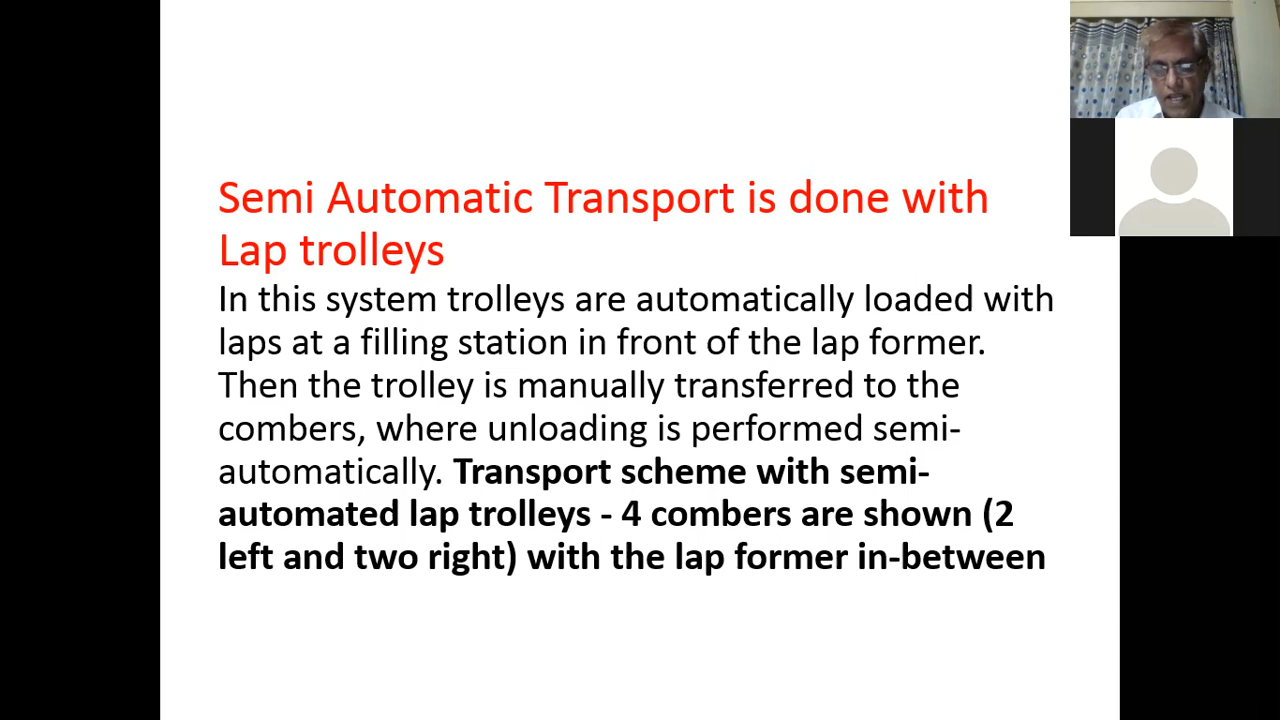 Semi Automatic Transport is done with
Lap trolleys
In this system trolleys are automatically loaded with
laps at a filling station in front of the lap former.
Then the trolley is manually transferred to the
combers, where unloading is performed semi-
automatically. Transport scheme with semi-
automated lap trolleys - 4 combers are shown (2
left and two right) with the lap former in-between